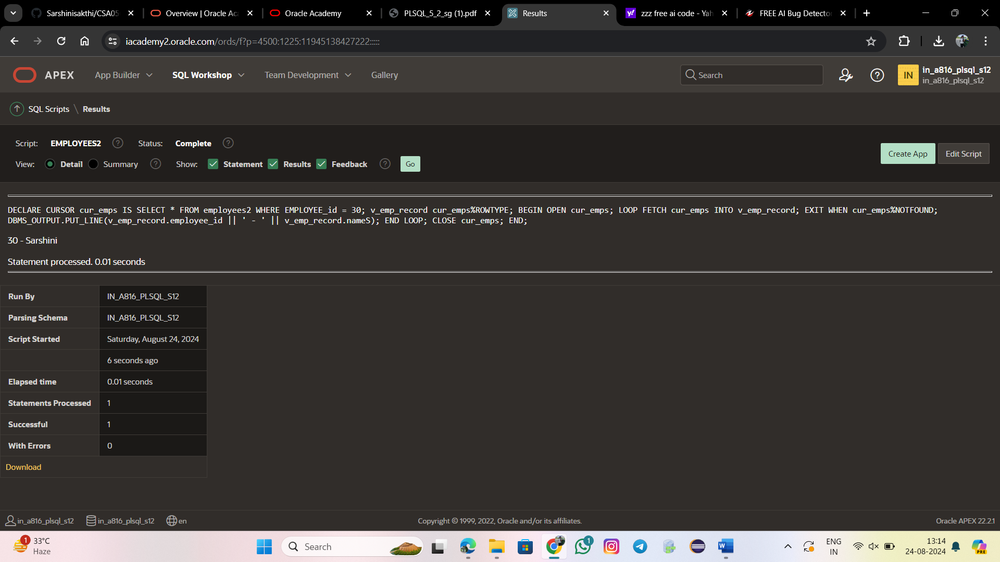 Sarshinisakthi/CSA05
Overview | Oracle Ac
Oracle Academy
PLSQL_5_2_sg (1).pdf
Results
zzz free ai code - Yah
FREE AI Bug Detecto
iacademy2.oracle.com/ords/f?p=4500:1225:11945138427222:::::
APEX
App Builder
SQL Workshop
Team Development
Gallery
Search
IN
in_a816_plsql_s12
in_a816_plsql_s12
SQL Scripts \ Results
Script: EMPLOYEES2 Status: Complete
View: Detail Summary Show: Statement Results Feedback Go
Create App
Edit Script
DECLARE CURSOR cur_emps IS SELECT * FROM employees2 WHERE EMPLOYEE_id = 30; v_emp_record cur_emps%ROWTYPE; BEGIN OPEN cur_emps; LOOP FETCH cur_emps INTO v_emp_record; EXIT WHEN cur_emps%NOTFOUND;
DBMS_OUTPUT.PUT_LINE(v_emp_record.employee_id || ' - ' || v_emp_record.nameS); END LOOP; CLOSE cur_emps; END;
30 - Sarshini
Statement processed. 0.01 seconds
Run By IN_A816_PLSQL_S12
Parsing Schema IN_A816_PLSQL_S12
Script Started Saturday, August 24, 2024
6 seconds ago
Elapsed time 0.01 seconds
Statements Processed 1
Successful 1
With Errors 0
Download
in_a816_plsql_s12 in_a816_plsql_s12 en
Copyright © 1999, 2022, Oracle and/or its affiliates.
Oracle APEX 22.2.1
1
33°C
Haze
Search
1
W
PRE
ENG
IN
13:14
24-08-2024